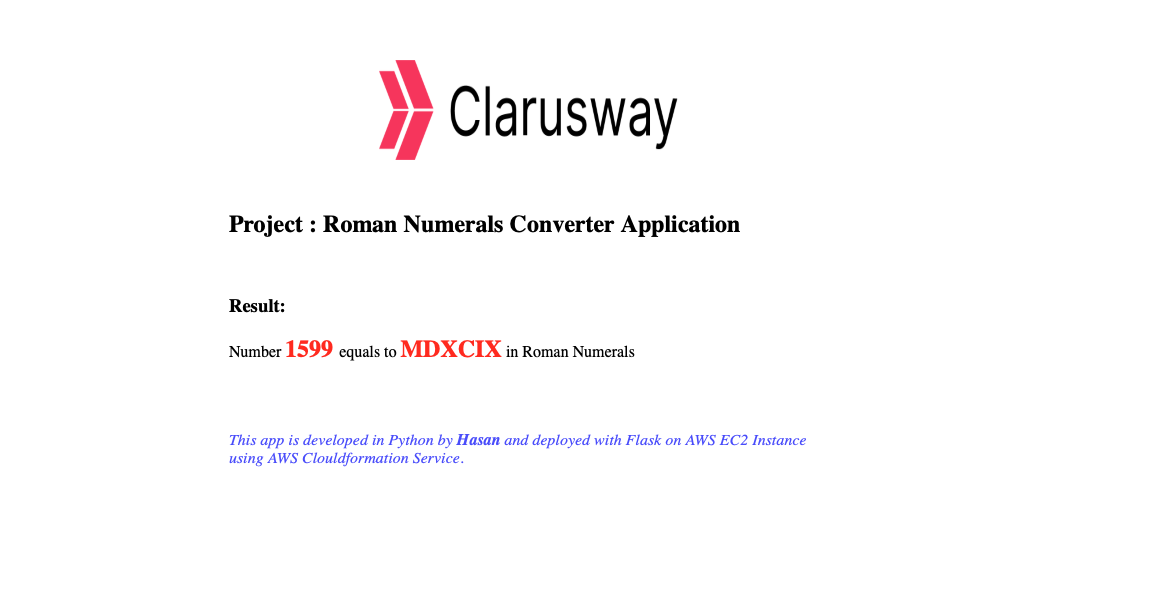 Clarusway
Project : Roman Numerals Converter Application
Result:
Number 1599 equals to MDXCIX in Roman Numerals
This app is developed in Python by Hasan and deployed with Flask on AWS EC2 Instance
using AWS Clouldformation Service.